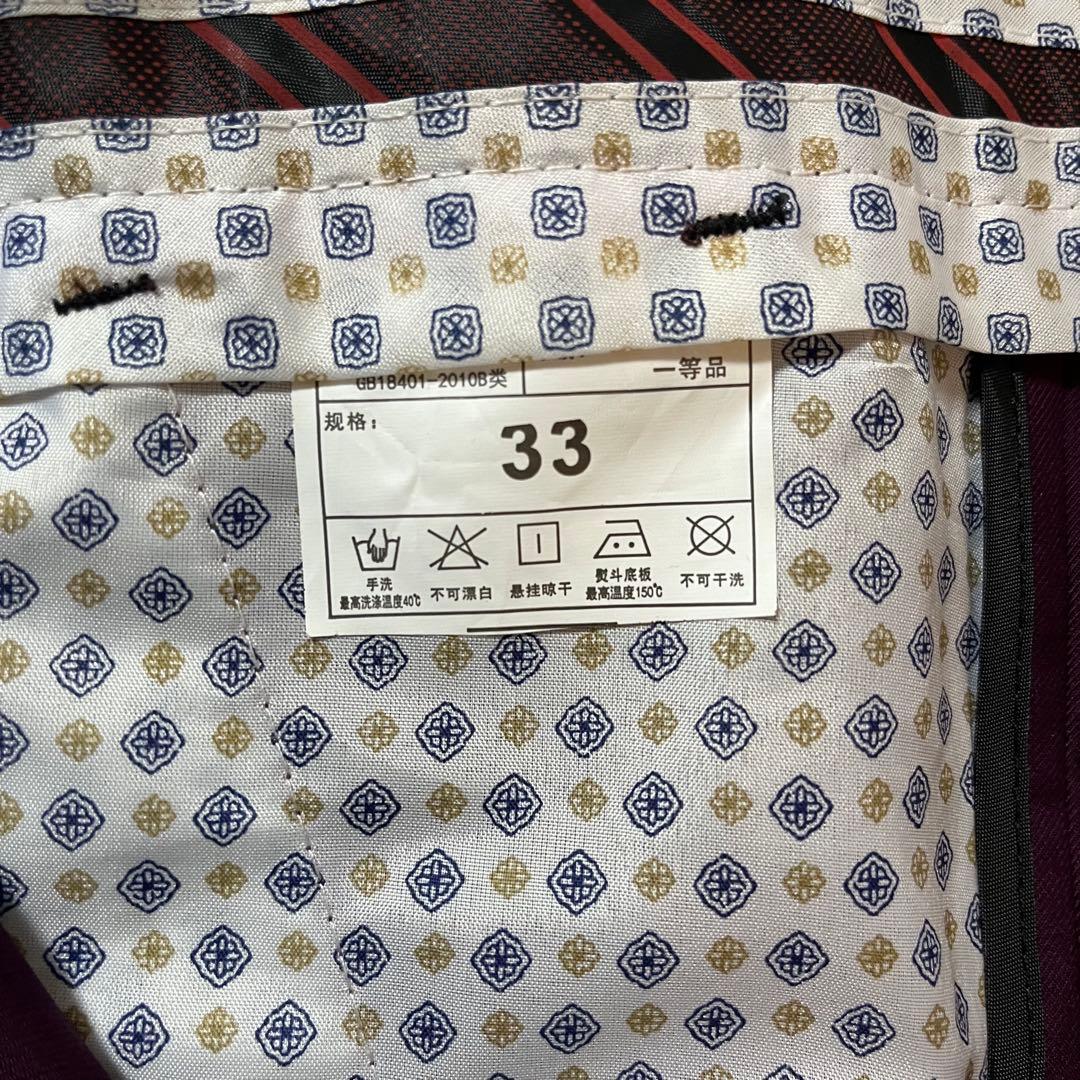 GB18401-2010B类
一等品
规格：
33
手洗
最高洗涤温度40℃
不可漂白
悬挂晾干
熨斗底板
最高温度150℃
不可干洗